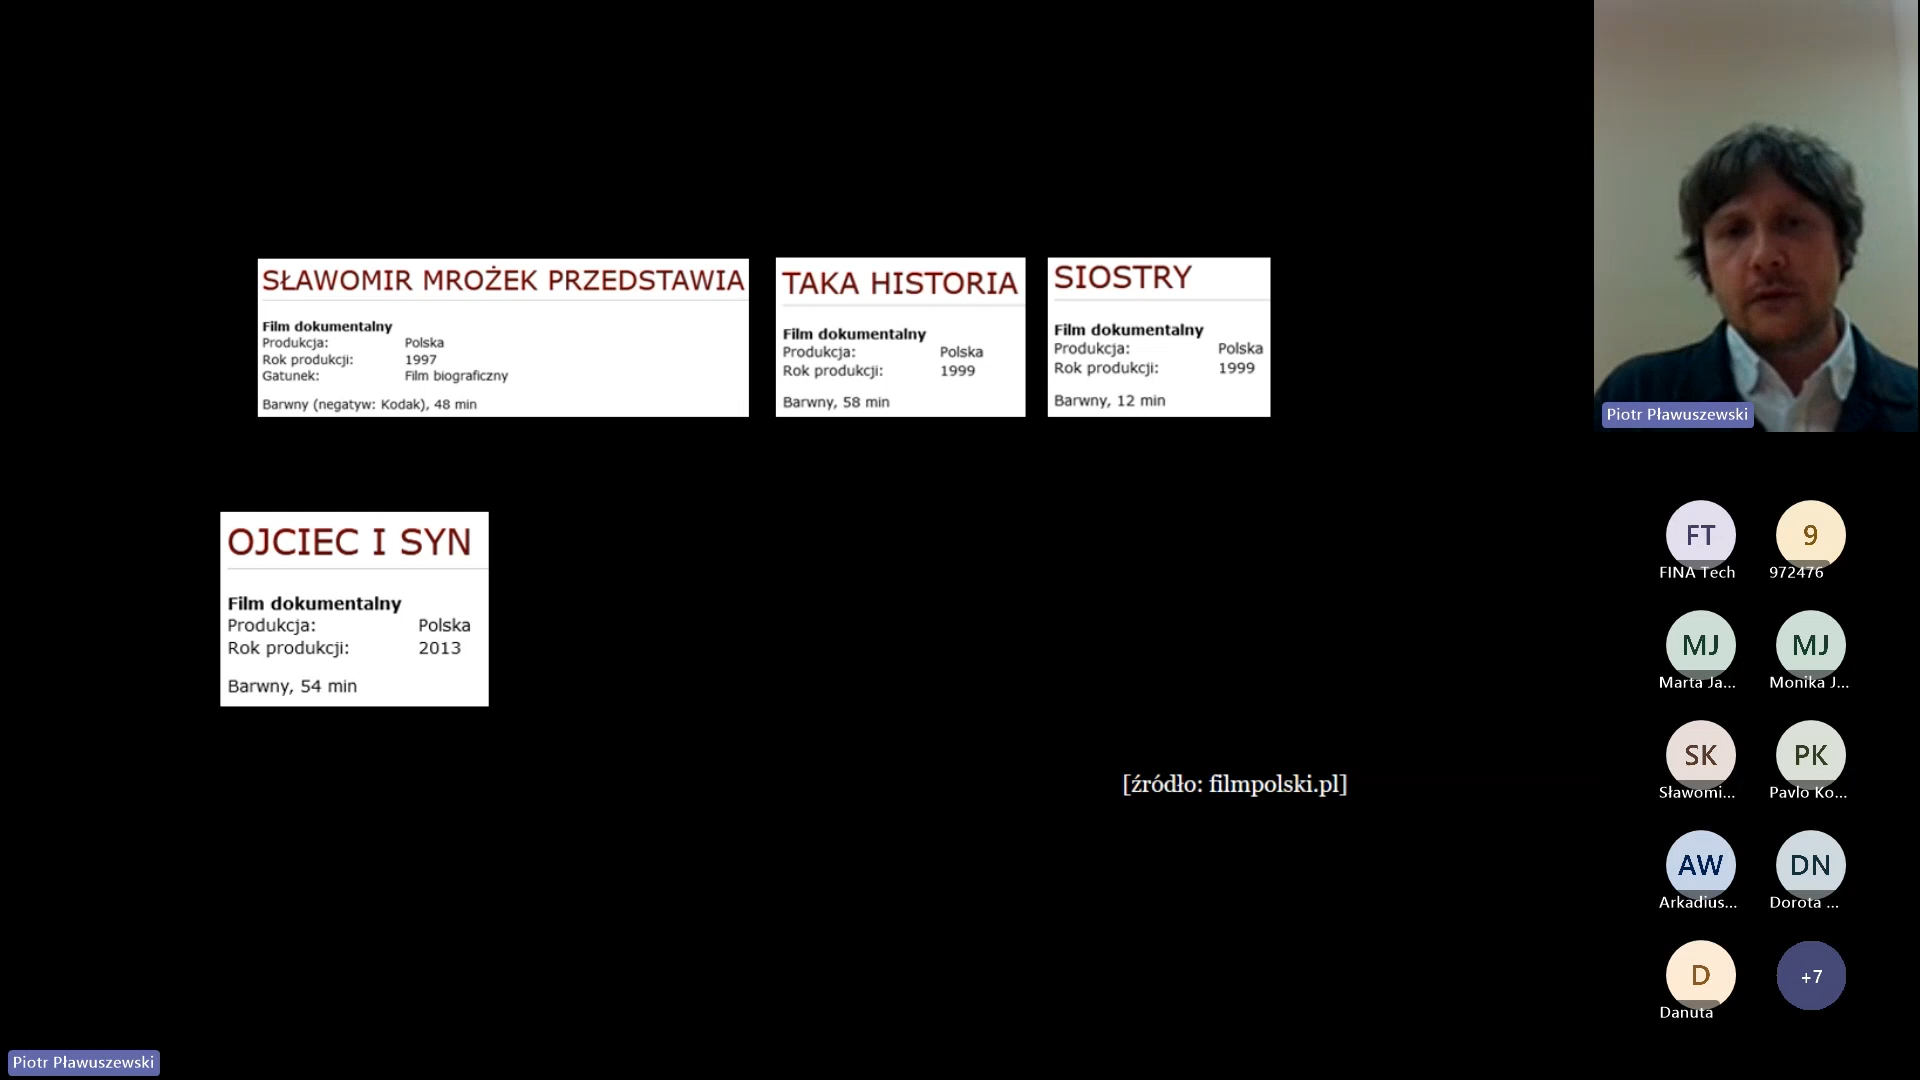 SŁAWOMIR MROŻEK PRZEDSTAWIA
Film dokumentalny
Produkcja: Polska
Rok produkcji: 1997
Gatunek: Film biograficzny
Barwny (negatyw: Kodak), 48 min
TAKA HISTORIA
Film dokumentalny
Produkcja: Polska
Rok produkcji: 1999
Barwny, 58 min
SIOSTRY
Film dokumentalny
Produkcja: Polska
Rok produkcji: 1999
Barwny, 12 min
OJCIEC I SYN
Film dokumentalny
Produkcja: Polska
Rok produkcji: 2013
Barwny, 54 min
[źródło: filmpolski.pl]
Piotr Pławuszewski
FT
FINA Tech
9
972476
MJ
Marta Ja...
MJ
Monika J...
SK
Sławomi...
PK
Pavlo Ko...
AW
Arkadius...
DN
Dorota ...
D
Danuta
+7
Piotr Pławuszewski